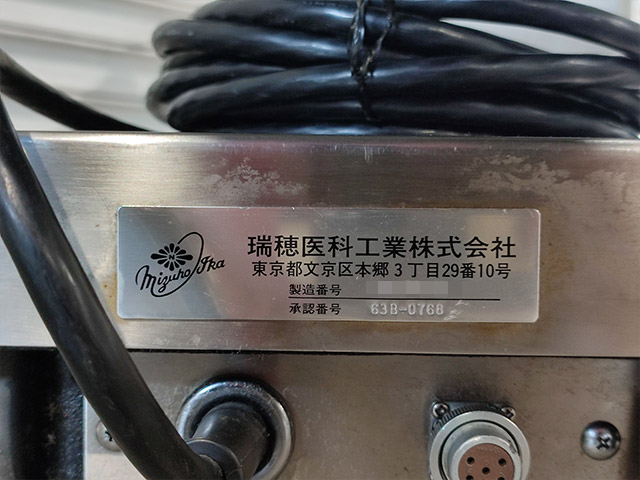 Mizuho Ika
瑞穂医科工業株式会社
東京都文京区本郷3丁目29番10号
製造番号
承認番号 63B-0768